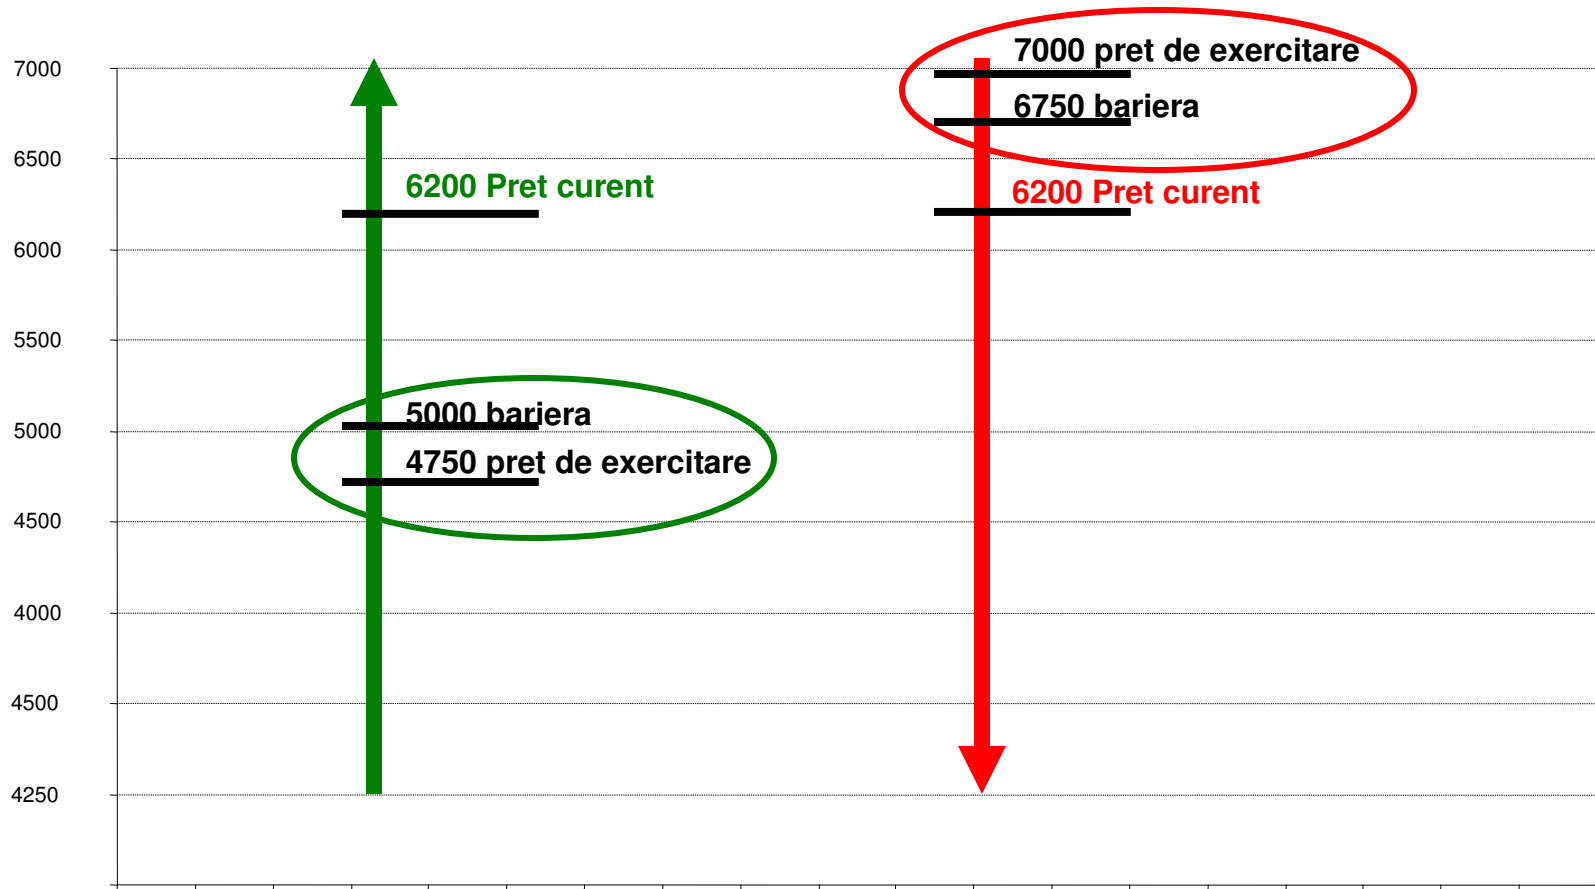 7000
6500
6000
5500
5000
4500
4000
4500
4250
6200 Pret curent
5000 bariera
4750 pret de exercitare
7000 pret de exercitare
6750 bariera
6200 Pret curent